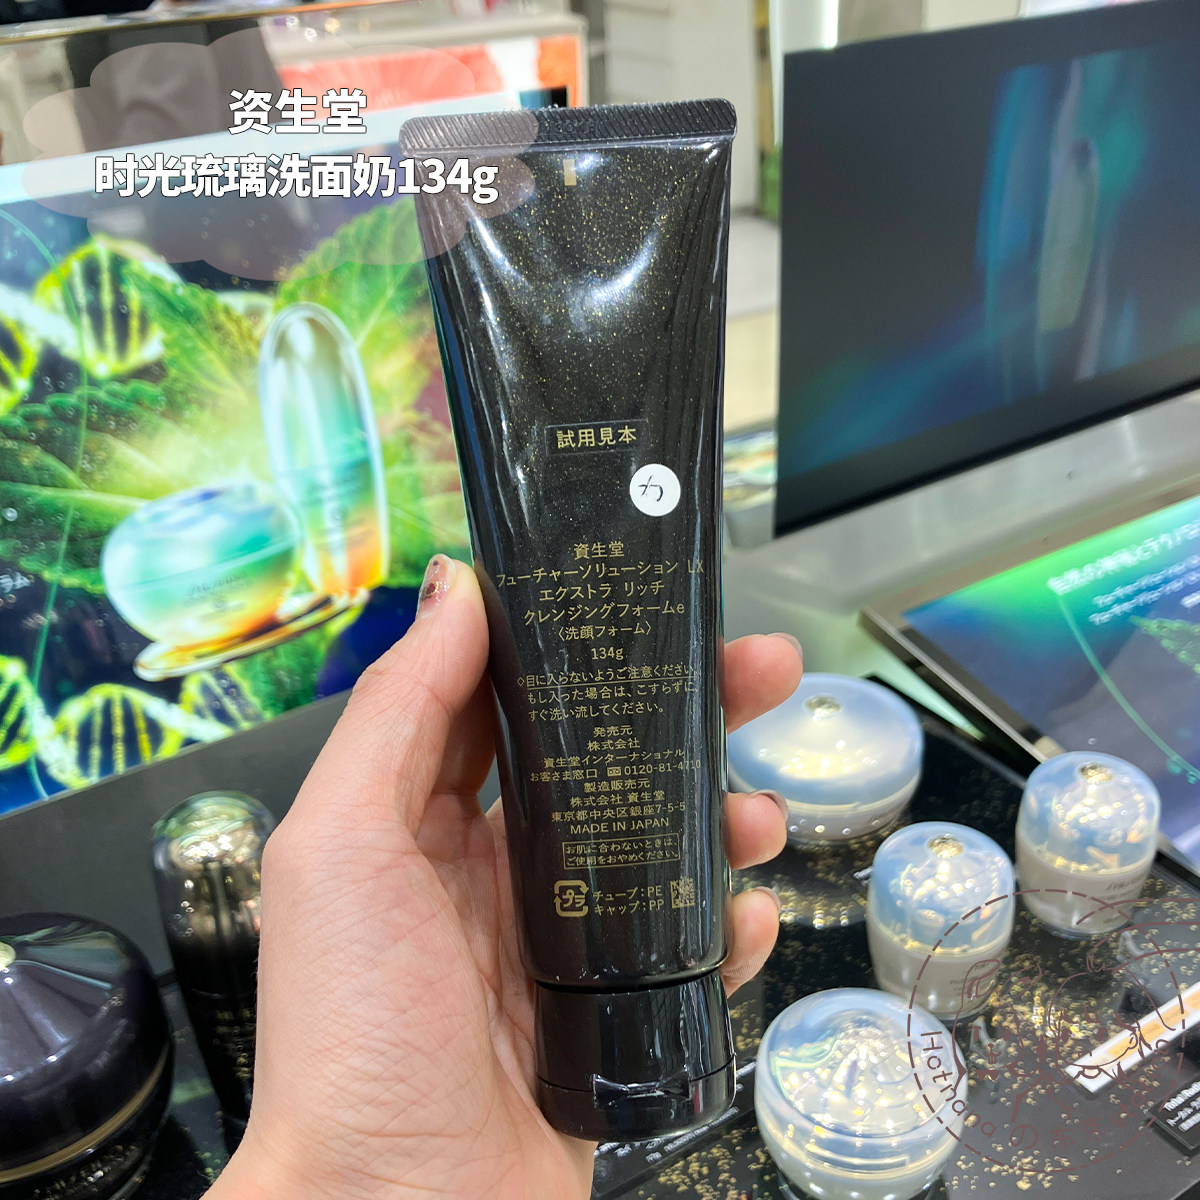 资生堂
时光琉璃洗面奶134g
試用見本
資生堂
フューチャーソリューション LX
エクストラ リッチ
クレンジングフォームe
〈洗顔フォーム〉
134g
◇目に入らないようご注意ください。
もし入った場合は、こすらずに、
すぐ洗い流してください。
発売元
株式会社
資生堂インターナショナル
お客さま窓口 0120-81-4710
製造販売元
株式会社 資生堂
東京都中央区銀座7-5-5
MADE IN JAPAN
お肌に合わないときは、
ご使用をおやめください。
プラ
チューブ:PE
キャップ:PP
Hotnana の